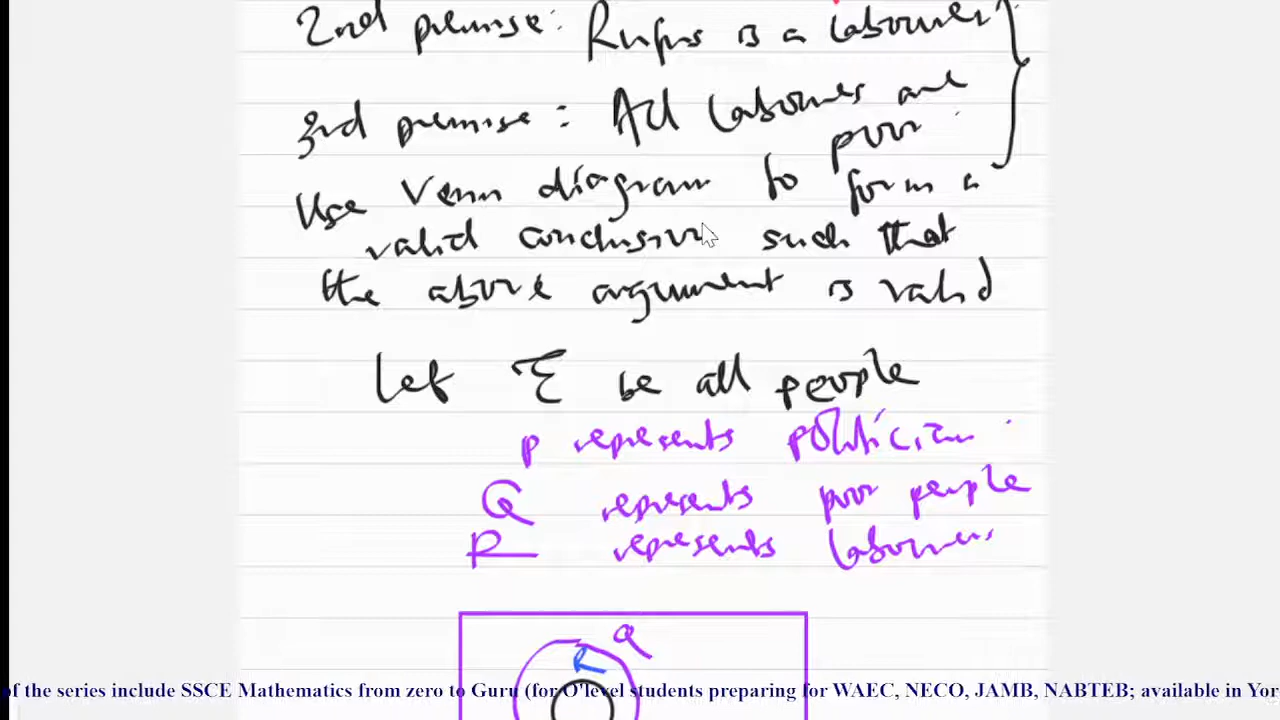 2nd premise: Rufus is a labourer
3rd premise: All labourers are
poor
Use Venn diagram to form a
valid conclusion such that
the above argument is valid
Let ℰ be all people
P represents politician
Q represents poor people
R represents labourers
Q
R
of the series include SSCE Mathematics from zero to Guru (for O'level students preparing for WAEC, NECO, JAMB, NABTEB; available in Yor